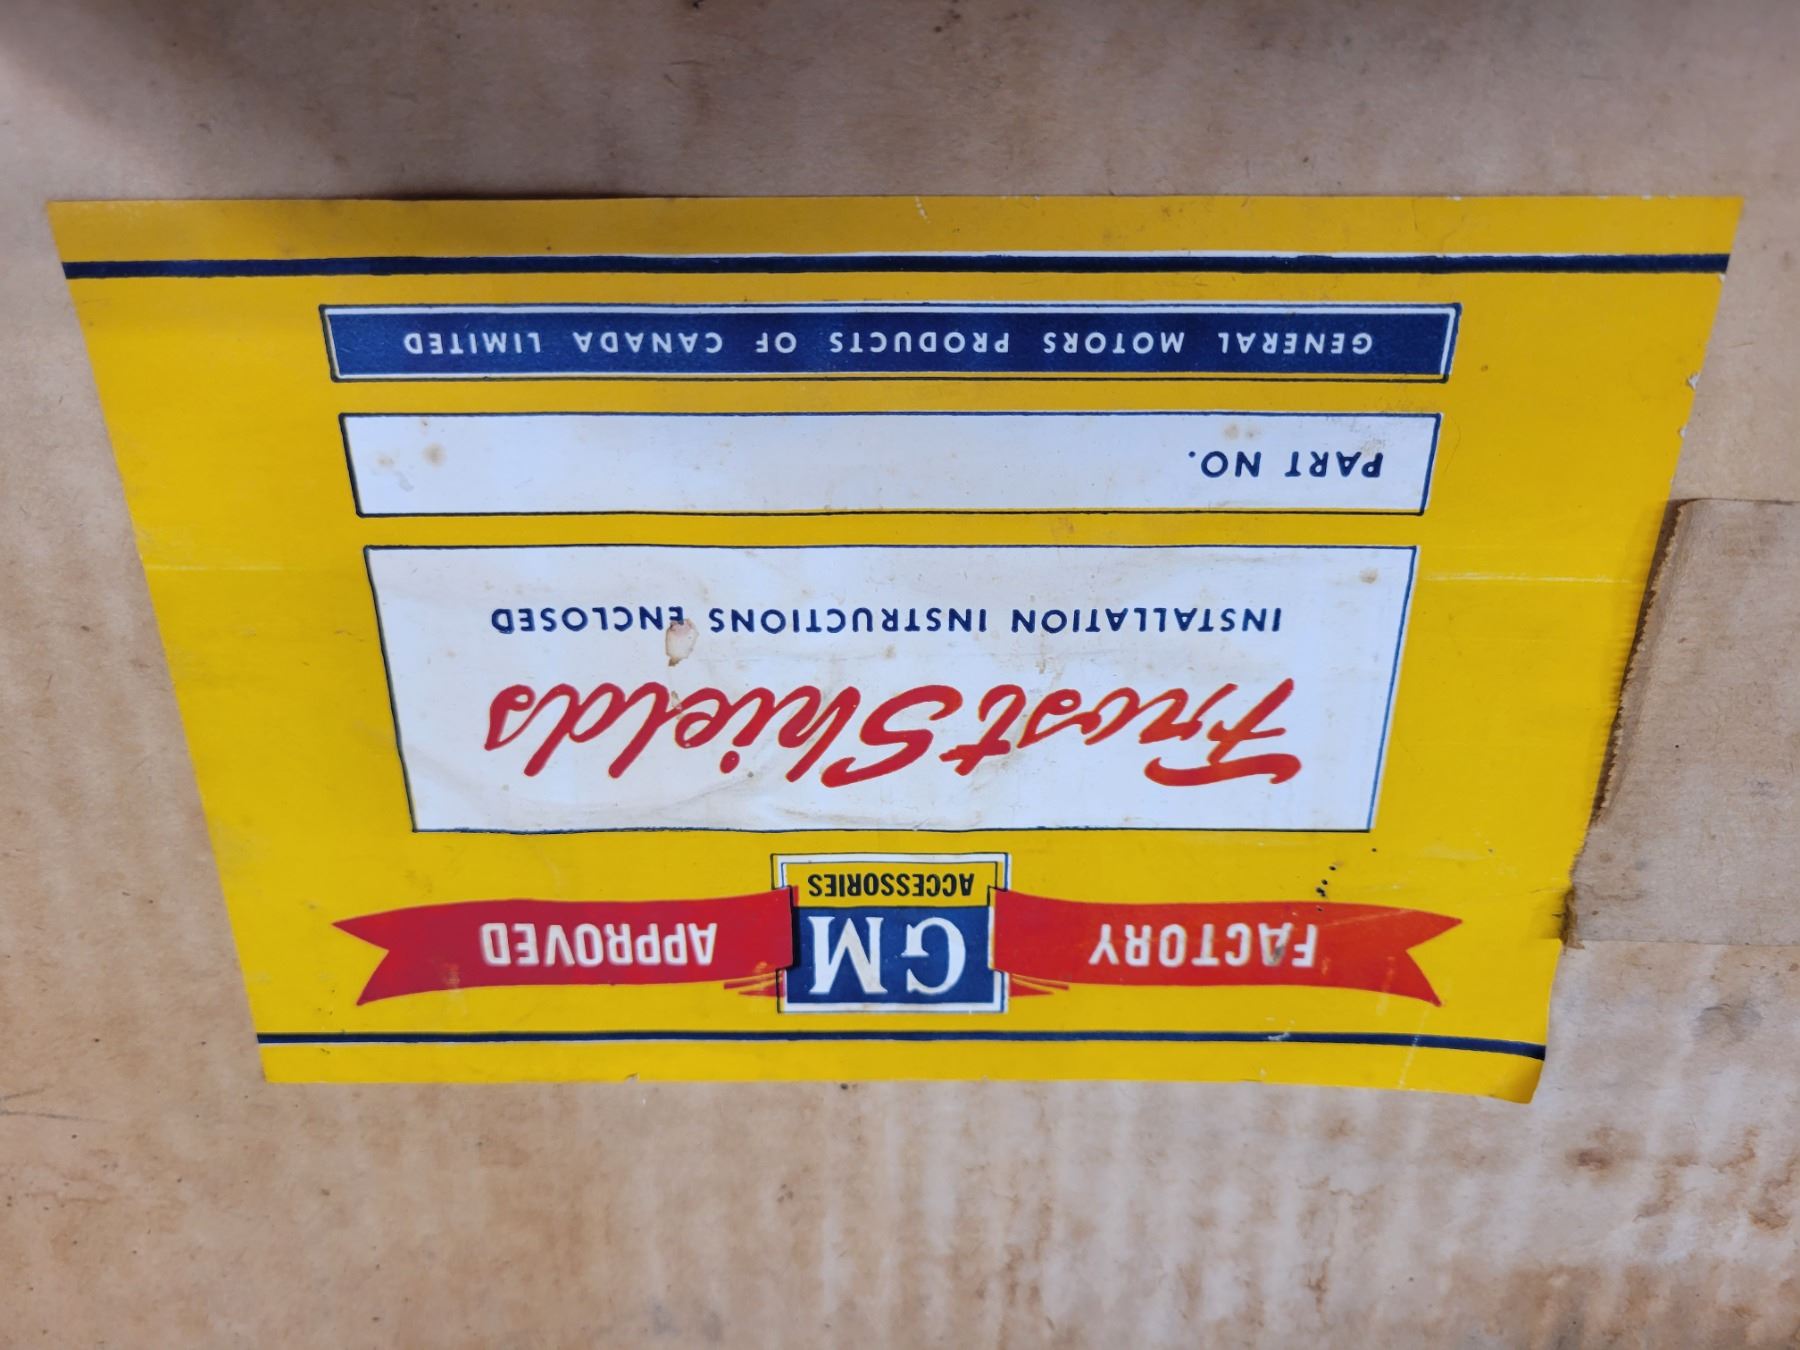 FACTORY GM APPROVED
ACCESSORIES
Frost Shields
INSTALLATION INSTRUCTIONS ENCLOSED
PART NO.
GENERAL MOTORS PRODUCTS OF CANADA LIMITED